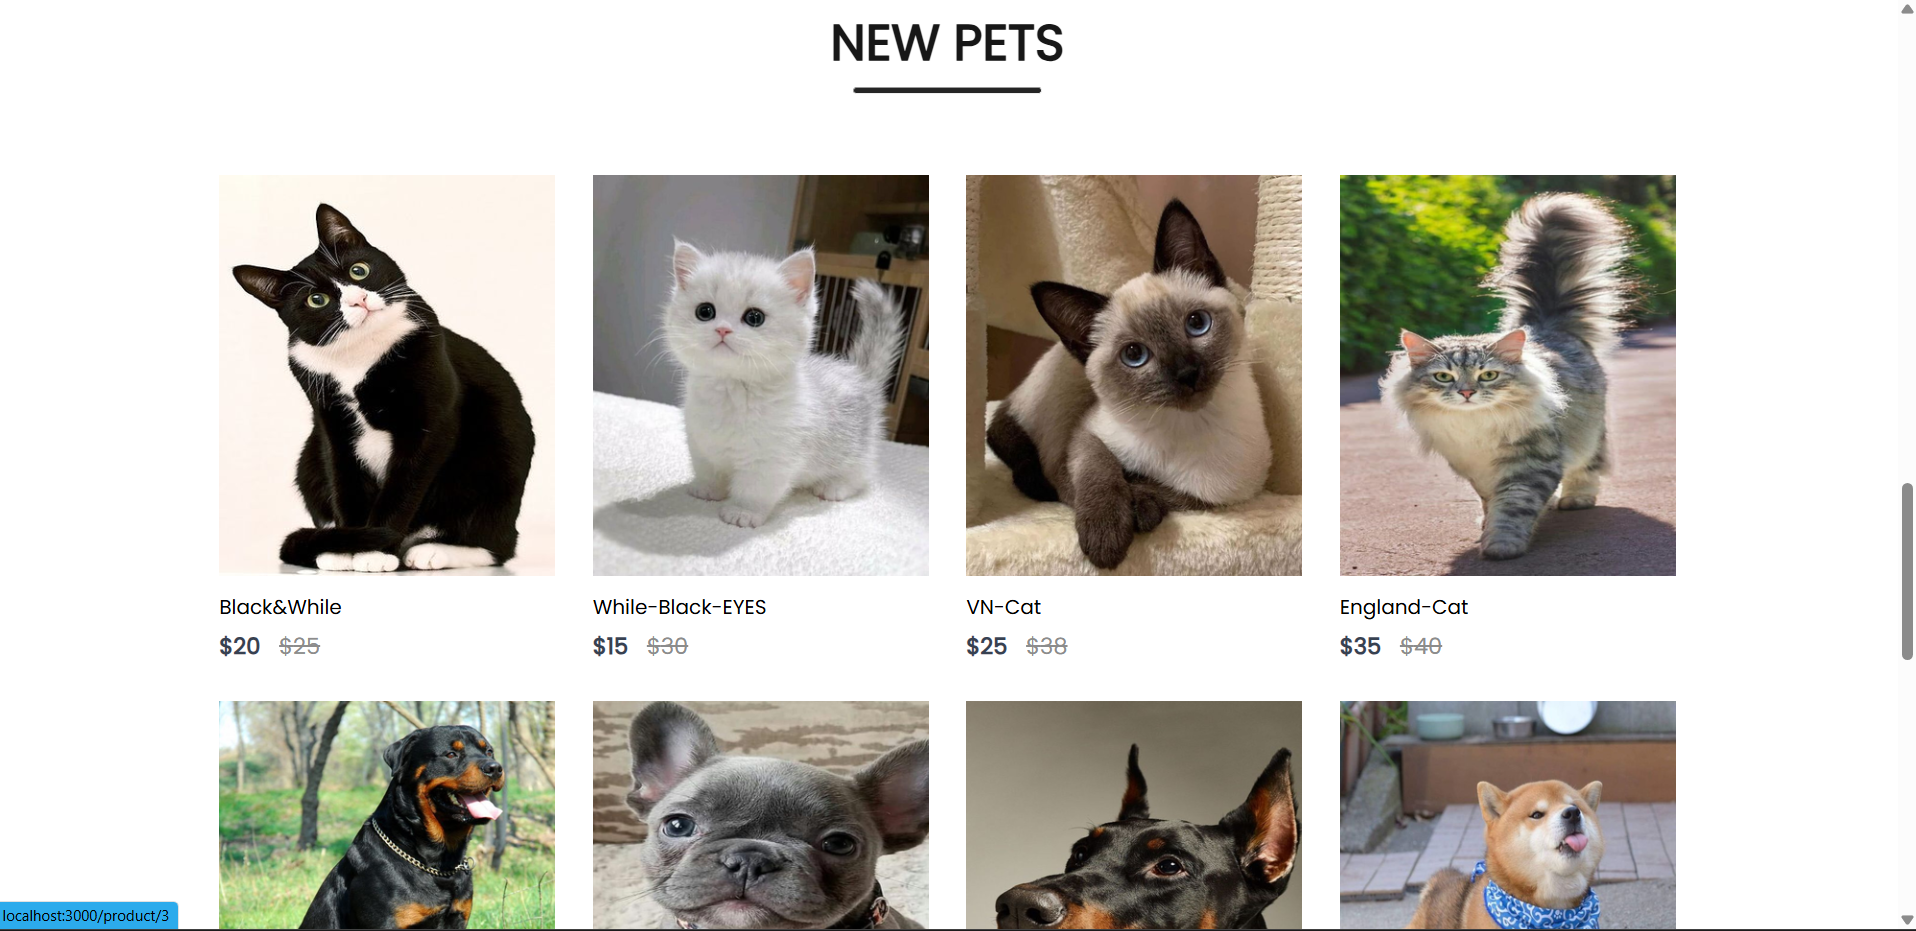 NEW PETS
Black&While
$20 $25
While-Black-EYES
$15 $30
VN-Cat
$25 $38
England-Cat
$35 $40
localhost:3000/product/3